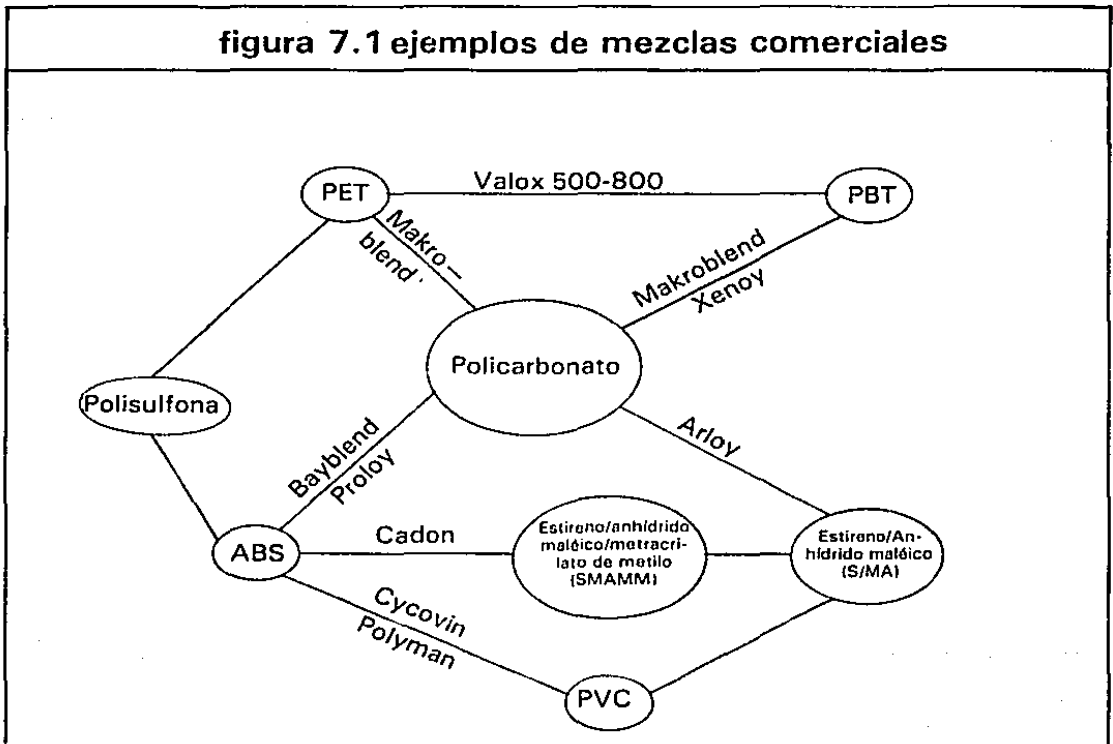 figura 7.1 ejemplos de mezclas comerciales
PET
Valox 500-800
PBT
Makro-
blend
Makroblend
Xenoy
Policarbonato
Polisulfona
Bayblend
Proloy
Arloy
ABS
Cadon
Estireno/anhídrido
maléico/metracri-
lato de metilo
(SMAMM)
Estireno/An-
hídrido maléico
(S/MA)
Cycovin
Polyman
PVC